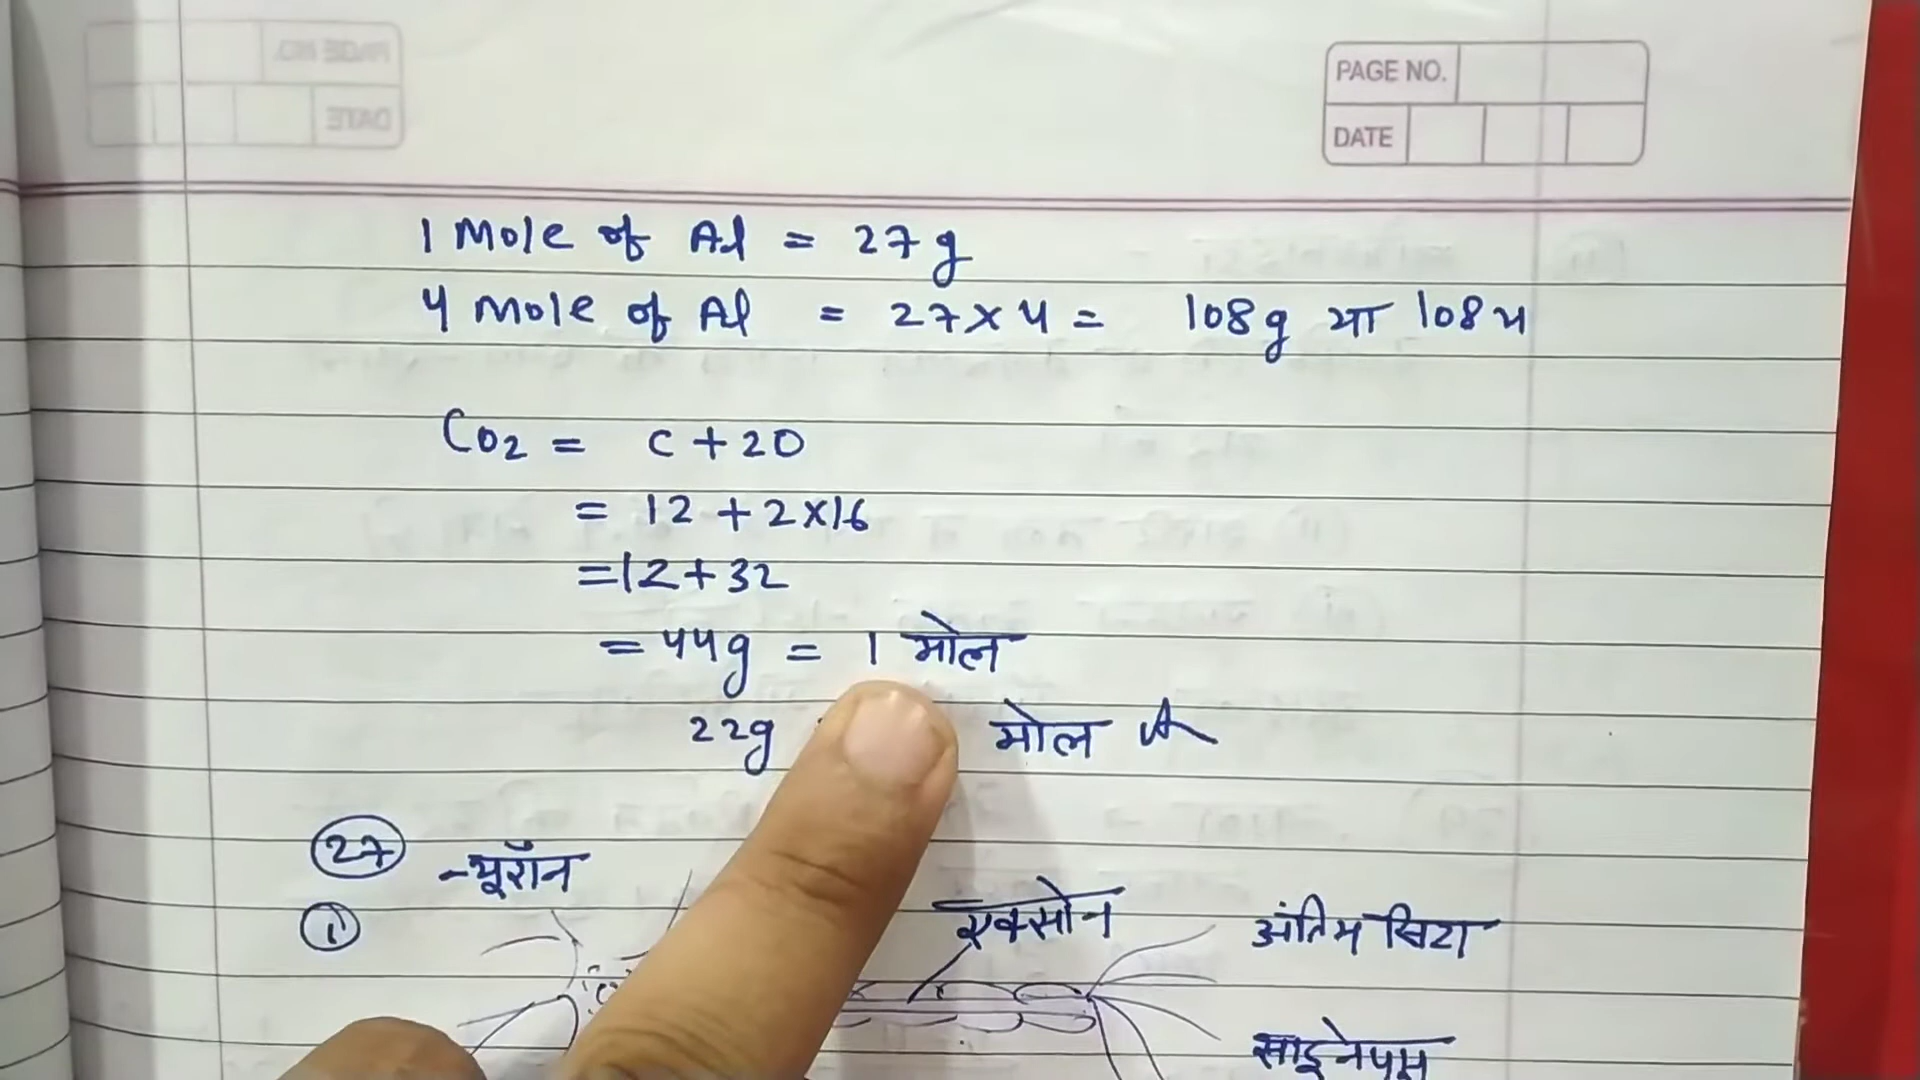 PAGE NO.
DATE
1 Mole of Al = 27g
4 Mole of Al = 27×4 = 108g या 108u
CO2 = C+2O
= 12+2×16
=12+32
= 44g = 1 मोल
22g मोल A
27 न्यूरॉन
1 एक्सोन अंतिम सिरा
साइनेप्स